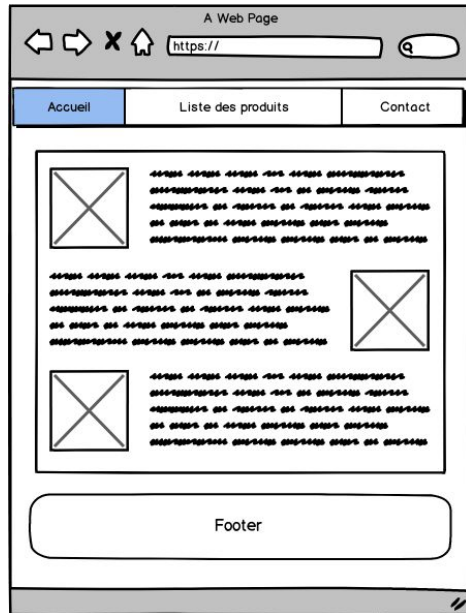 A Web Page
https://
Accueil
Liste des produits
Contact
Footer